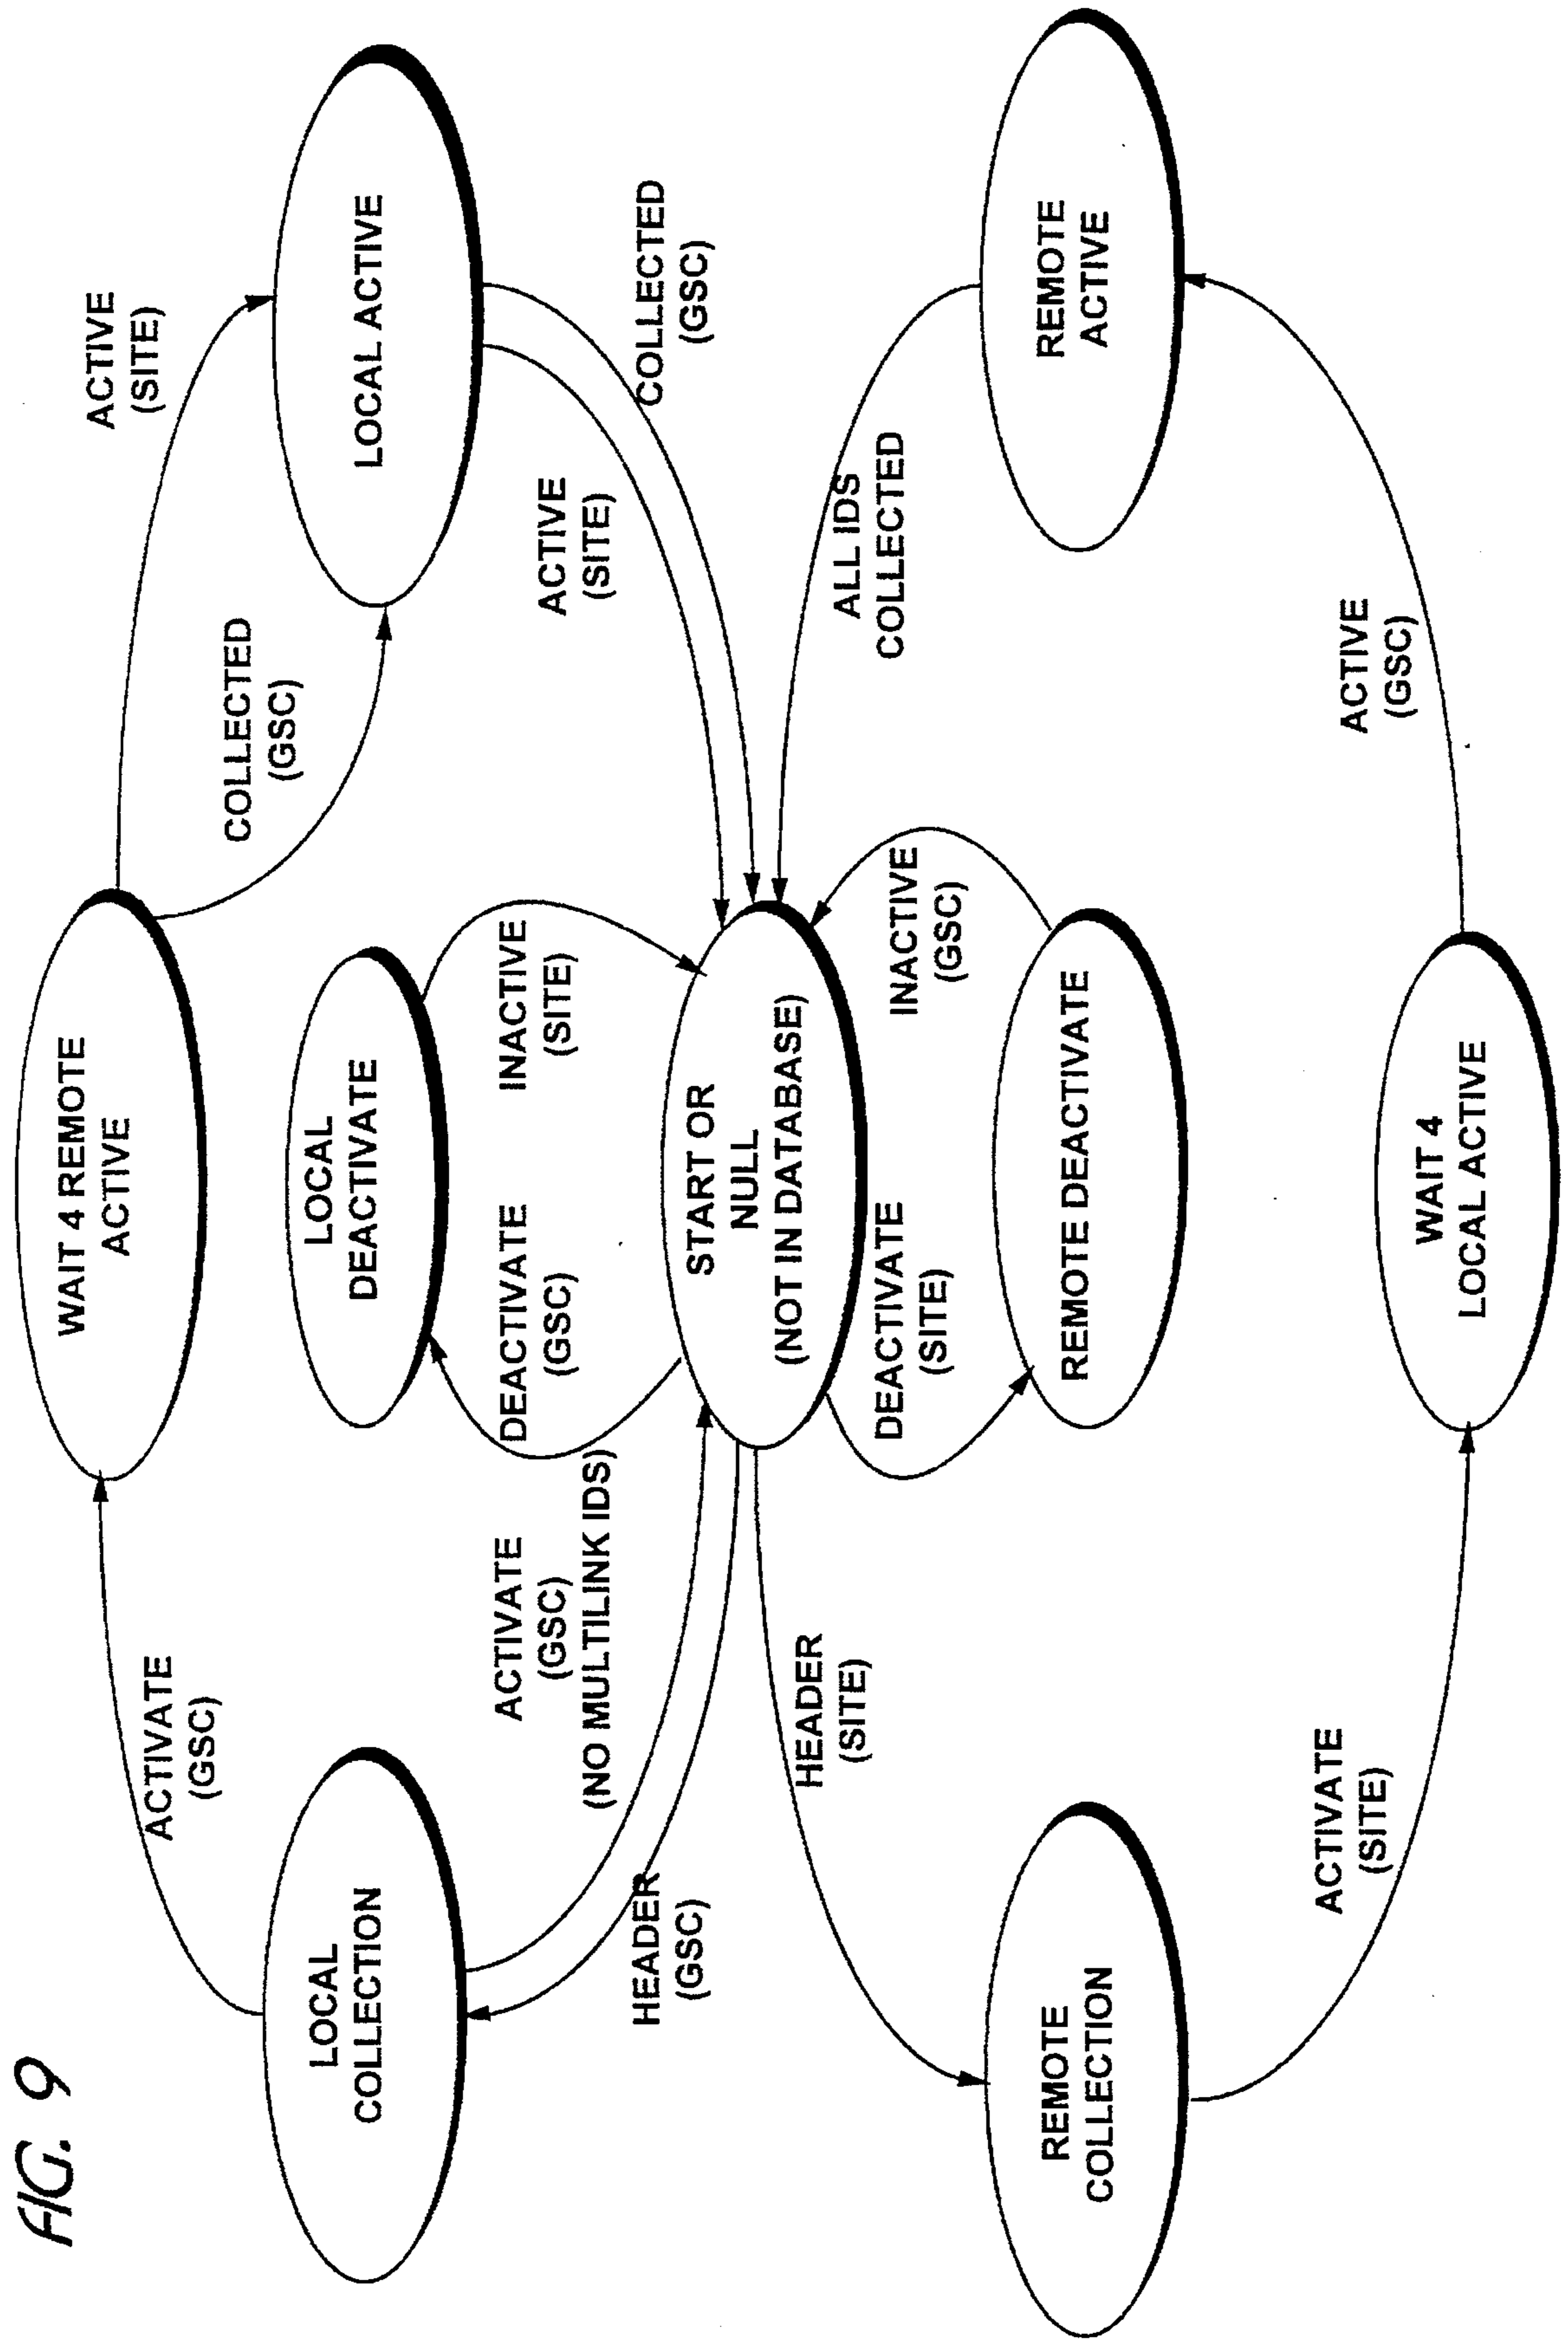 FIG. 9
WAIT 4 REMOTE
ACTIVE
ACTIVATE
(GSC)
ACTIVE
(SITE)
COLLECTED
(GSC)
LOCAL
COLLECTION
LOCAL
DEACTIVATE
LOCAL ACTIVE
ACTIVATE
(GSC)
(NO MULTILINK IDS)
DEACTIVATE
(GSC)
INACTIVE
(SITE)
ACTIVE
(SITE)
COLLECTED
(GSC)
HEADER
(GSC)
START OR
NULL
(NOT IN DATABASE)
HEADER
(SITE)
DEACTIVATE
(SITE)
INACTIVE
(GSC)
ALL IDS
COLLECTED
REMOTE
COLLECTION
REMOTE DEACTIVATE
REMOTE
ACTIVE
ACTIVATE
(SITE)
ACTIVE
(GSC)
WAIT 4
LOCAL ACTIVE